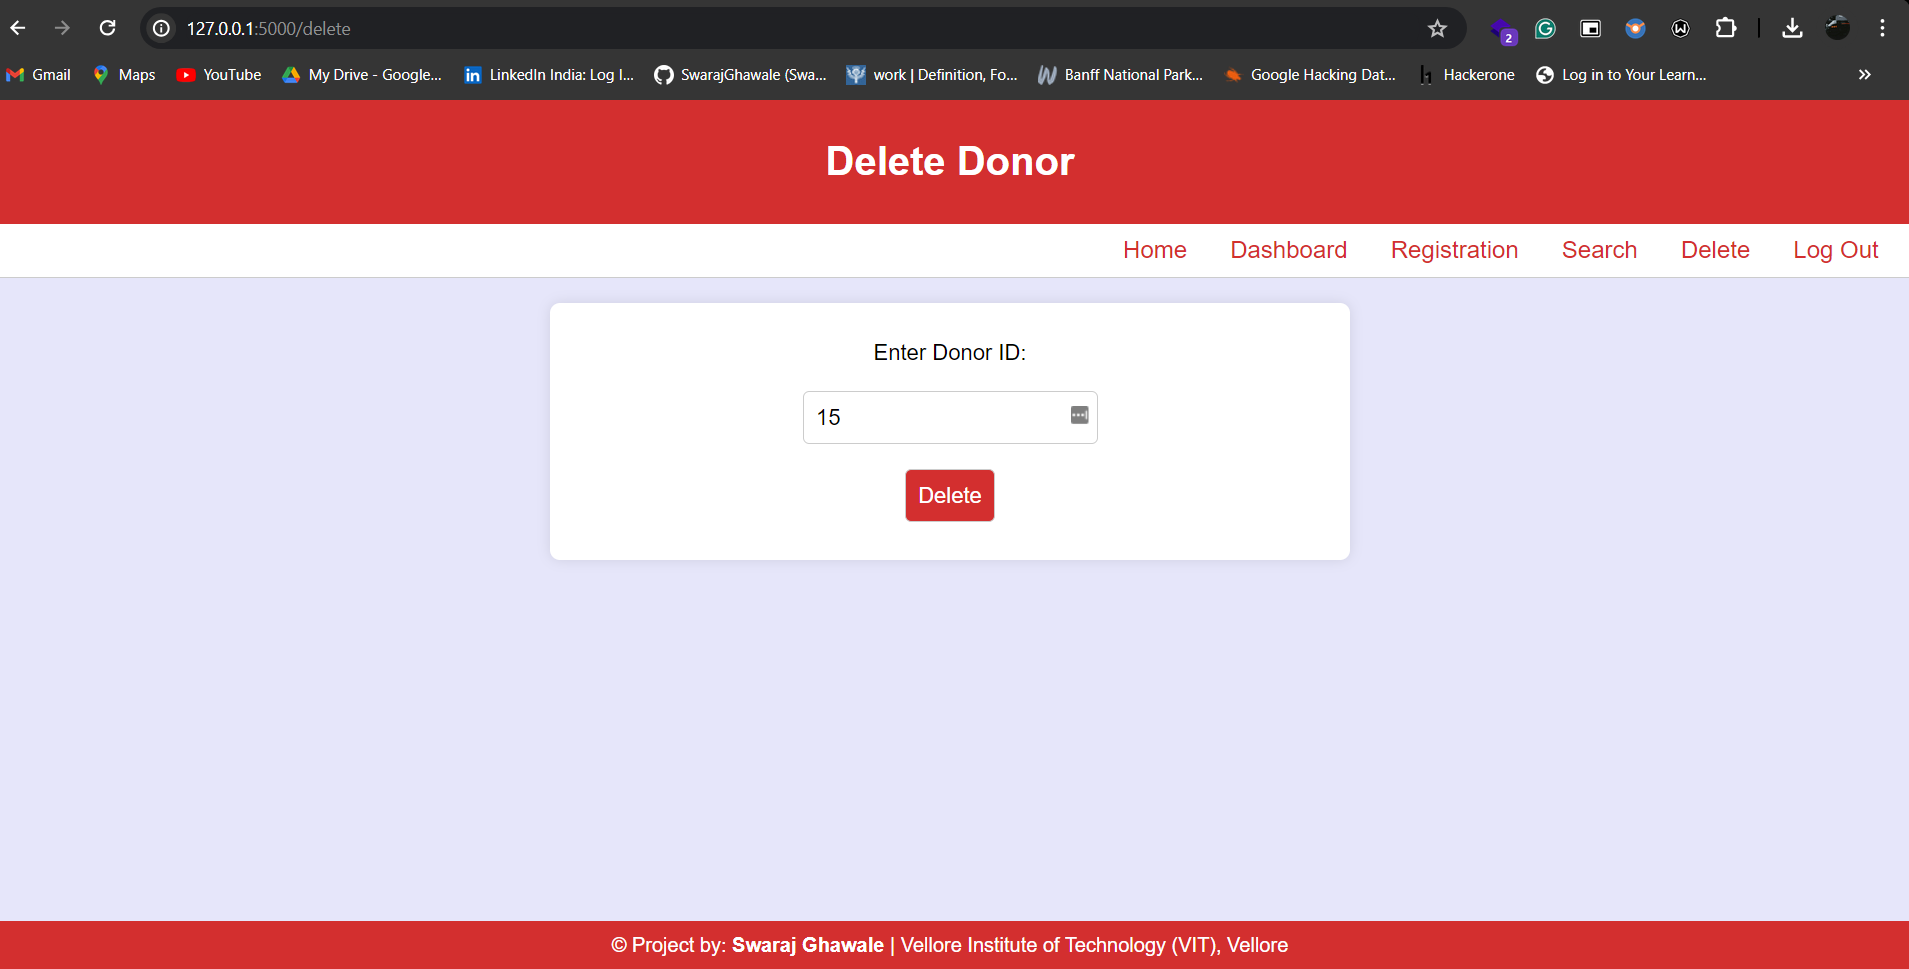 127.0.0.1:5000/delete
2
Gmail Maps YouTube My Drive - Google... LinkedIn India: Log I... SwarajGhawale (Swa... work | Definition, Fo... Banff National Park... Google Hacking Dat... Hackerone Log in to Your Learn...
Delete Donor
Home Dashboard Registration Search Delete Log Out
Enter Donor ID:
15
Delete
© Project by: Swaraj Ghawale | Vellore Institute of Technology (VIT), Vellore